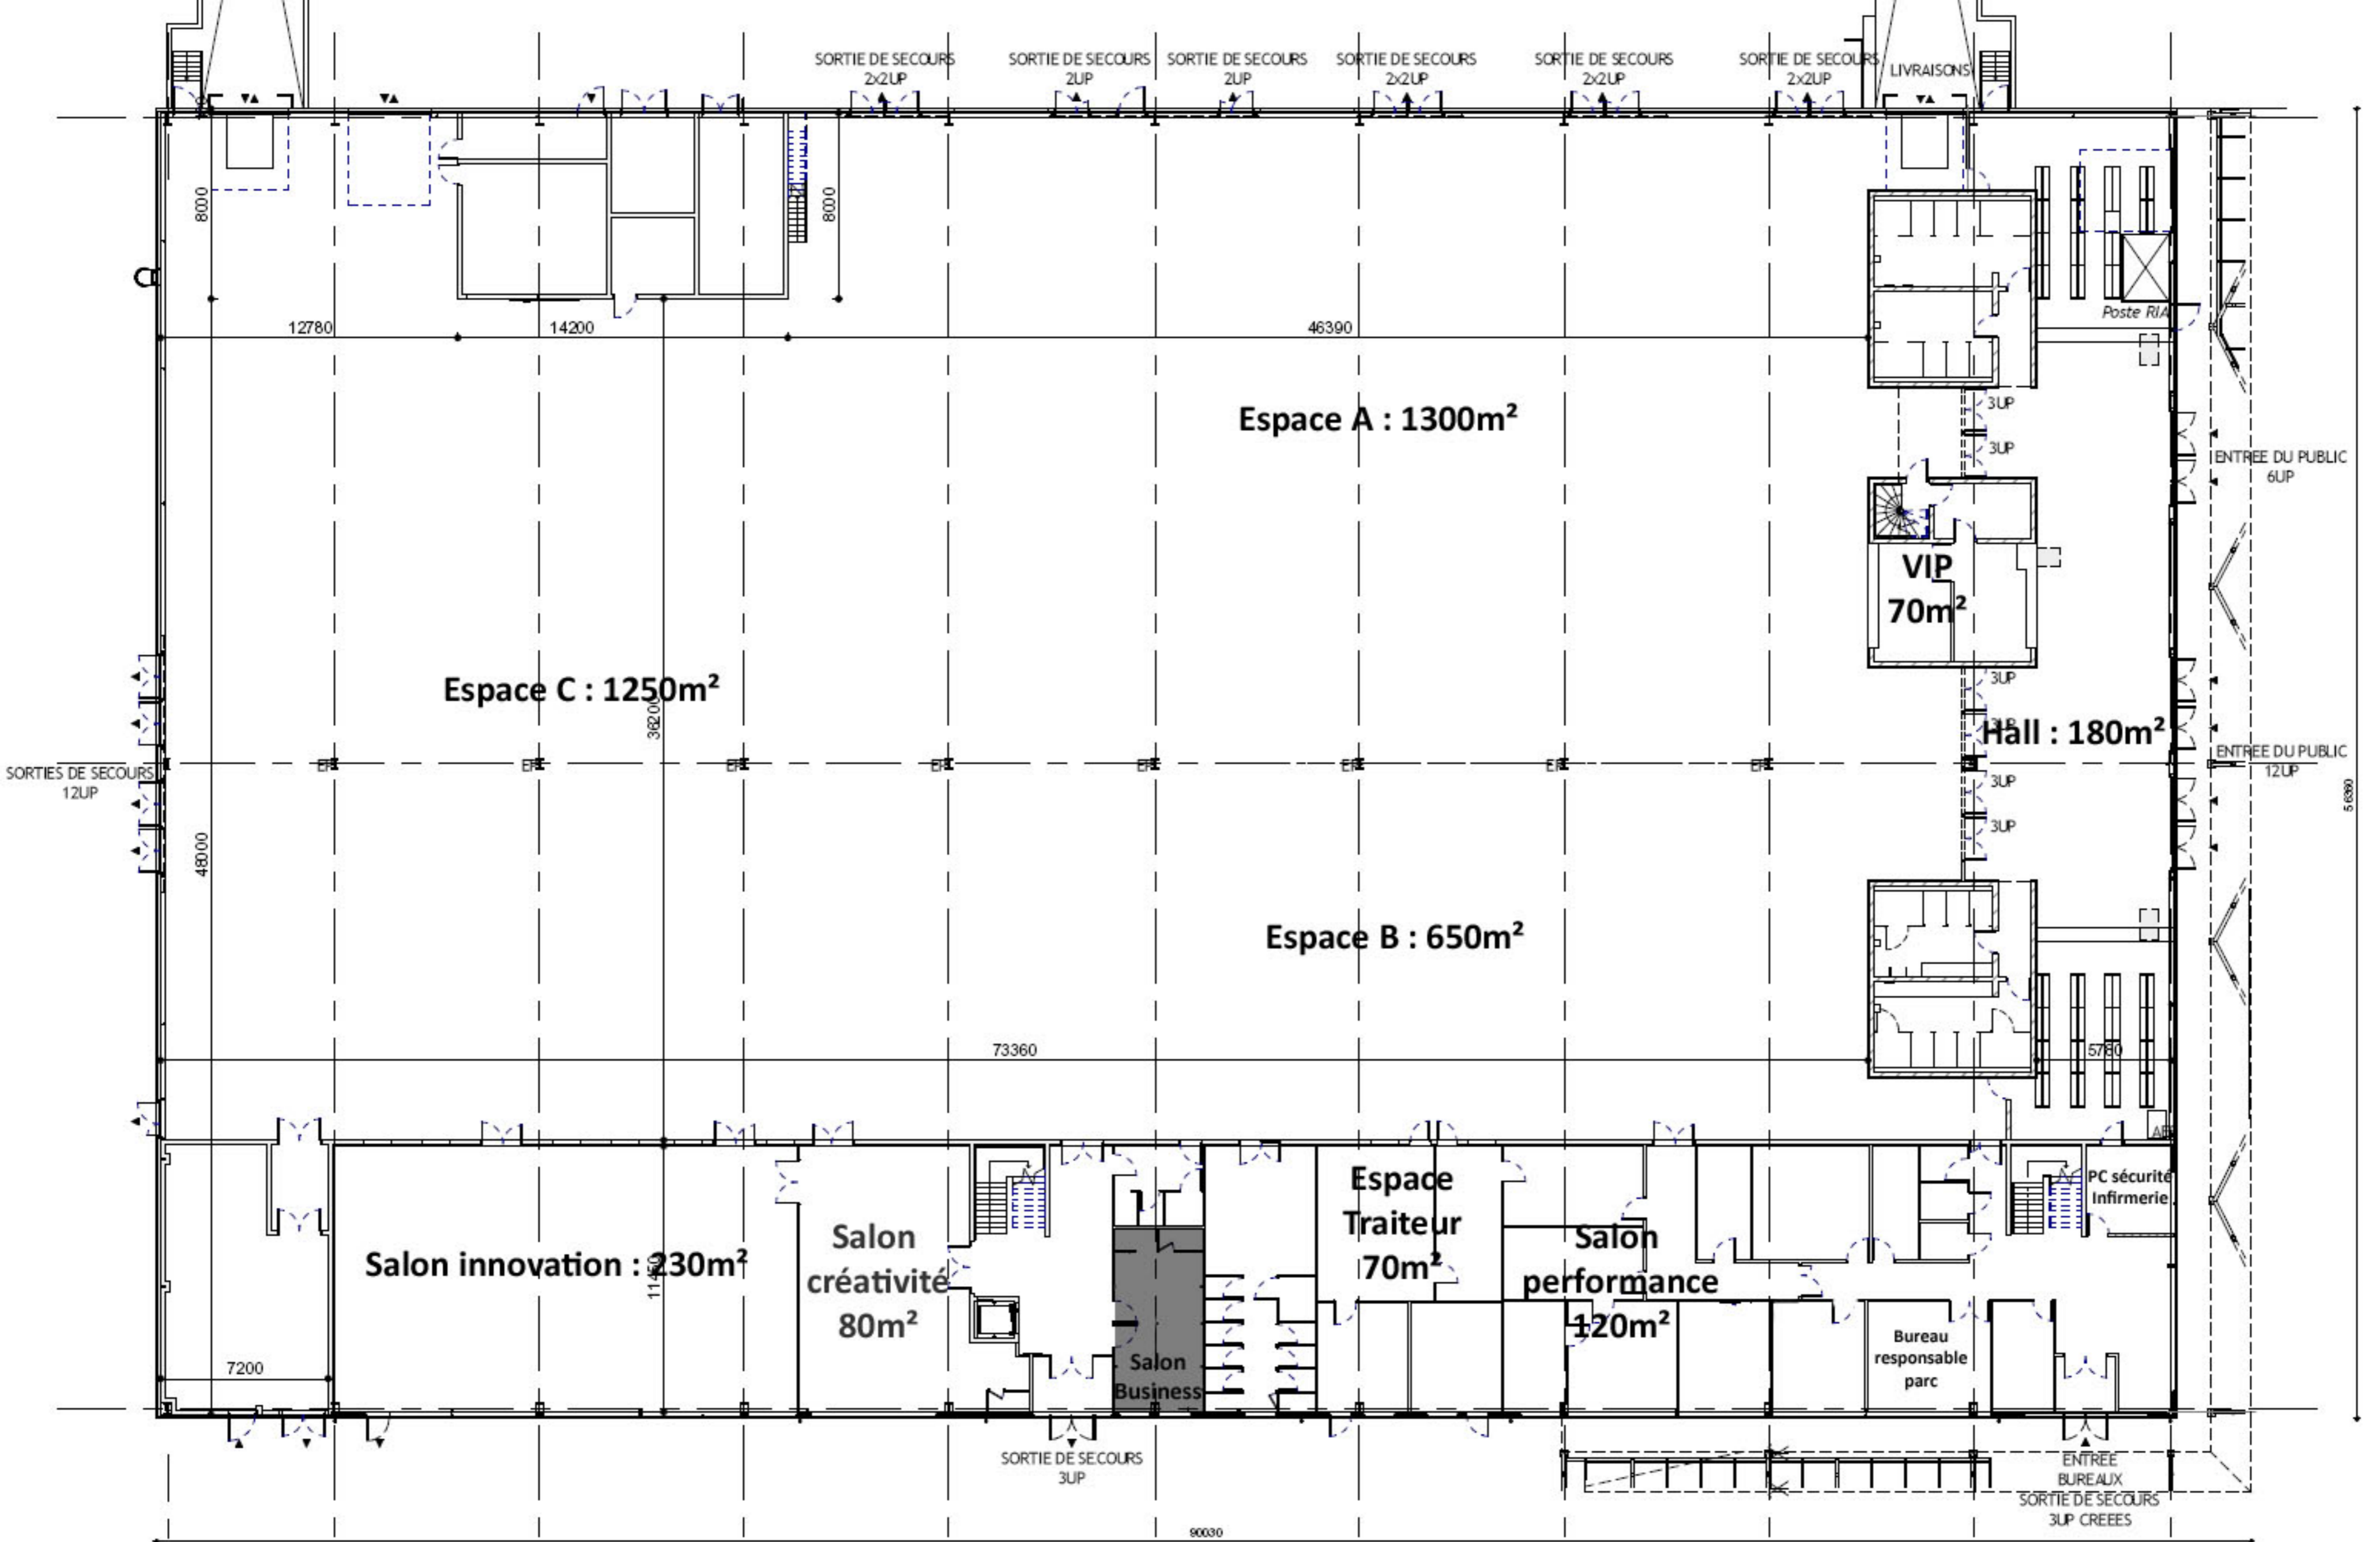 SORTIE DE SECOURS
2x2UP
SORTIE DE SECOURS
2UP
SORTIE DE SECOURS
2UP
SORTIE DE SECOURS
2x2UP
SORTIE DE SECOURS
2x2UP
SORTIE DE SECOURS
2x2UP
LIVRAISONS
8000
8000
Poste RIA
12780
14200
46390
3UP
3UP
Espace A : 1300m²
ENTREE DU PUBLIC
6UP
VIP
70m²
Espace C : 1250m²
36200
3UP
3UP
Hall : 180m²
ENTREE DU PUBLIC
12UP
SORTIES DE SECOURS
12UP
3UP
3UP
56360
48000
Espace B : 650m²
73360
5780
PC sécurité
Infirmerie
Espace
Traiteur
70m²
Salon innovation : 230m²
11450
Salon
créativité
80m²
Salon
performance
120m²
Salon
Business
Bureau
responsable
parc
7200
SORTIE DE SECOURS
3UP
ENTREE
BUREAUX
SORTIE DE SECOURS
3UP CREEES
90030